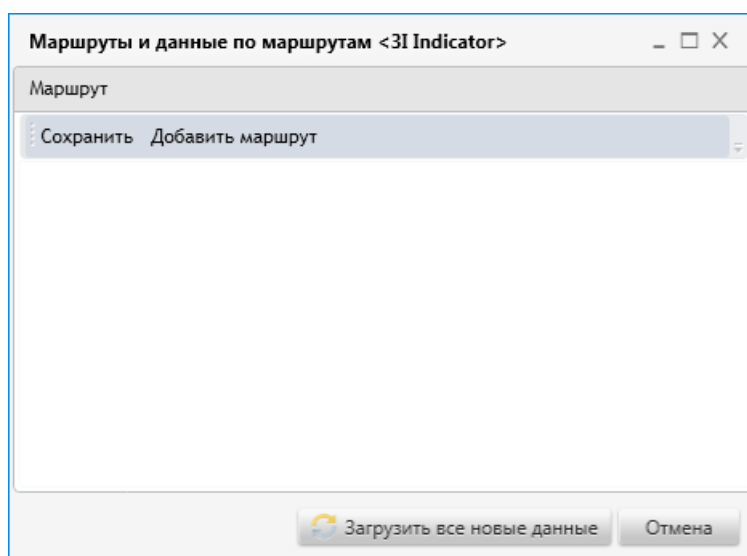 Маршруты и данные по маршрутам <3I Indicator>
Маршрут
Сохранить Добавить маршрут
Загрузить все новые данные Отмена